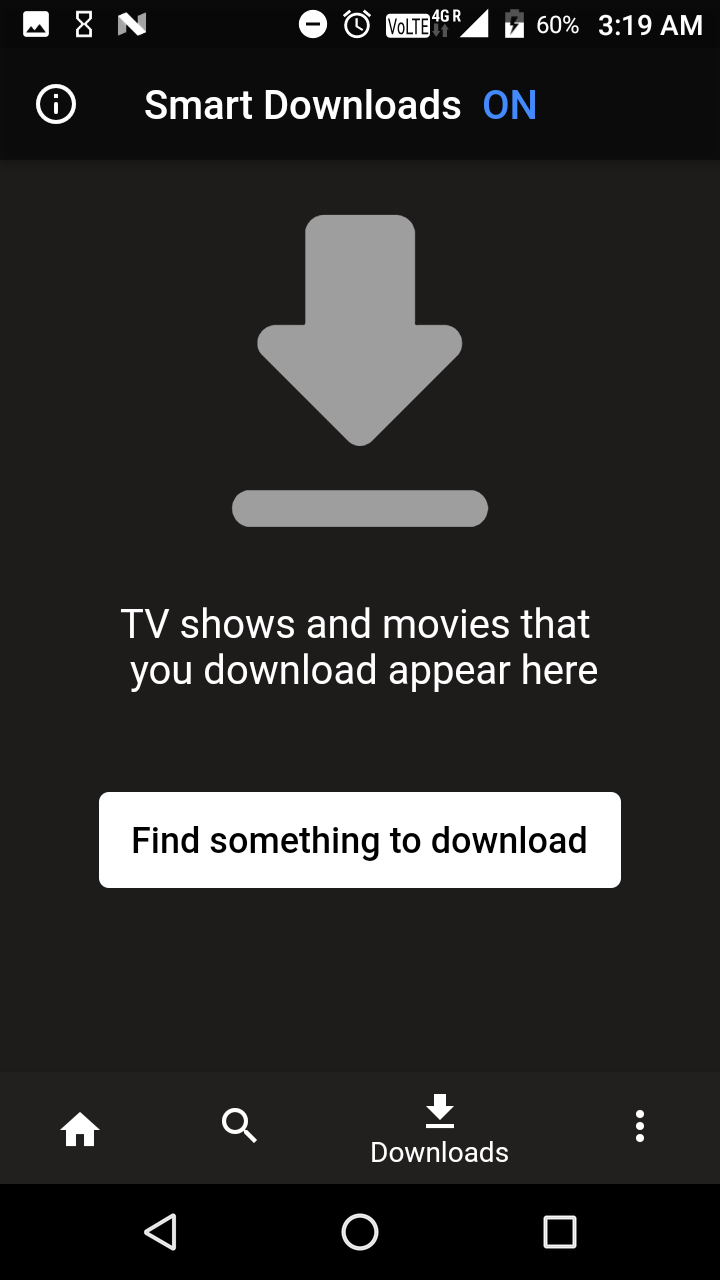 VoLTE 4G R 60% 3:19 AM
Smart Downloads ON
TV shows and movies that
you download appear here
Find something to download
Downloads